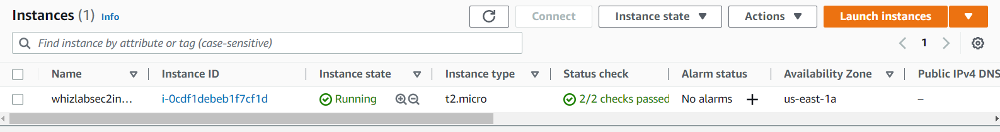 Instances (1) Info
Connect Instance state Actions Launch instances
Find instance by attribute or tag (case-sensitive)
1
Name Instance ID Instance state Instance type Status check Alarm status Availability Zone Public IPv4 DNS
whizlabsec2in... i-0cdf1debeb1f7cf1d Running t2.micro 2/2 checks passed No alarms + us-east-1a –